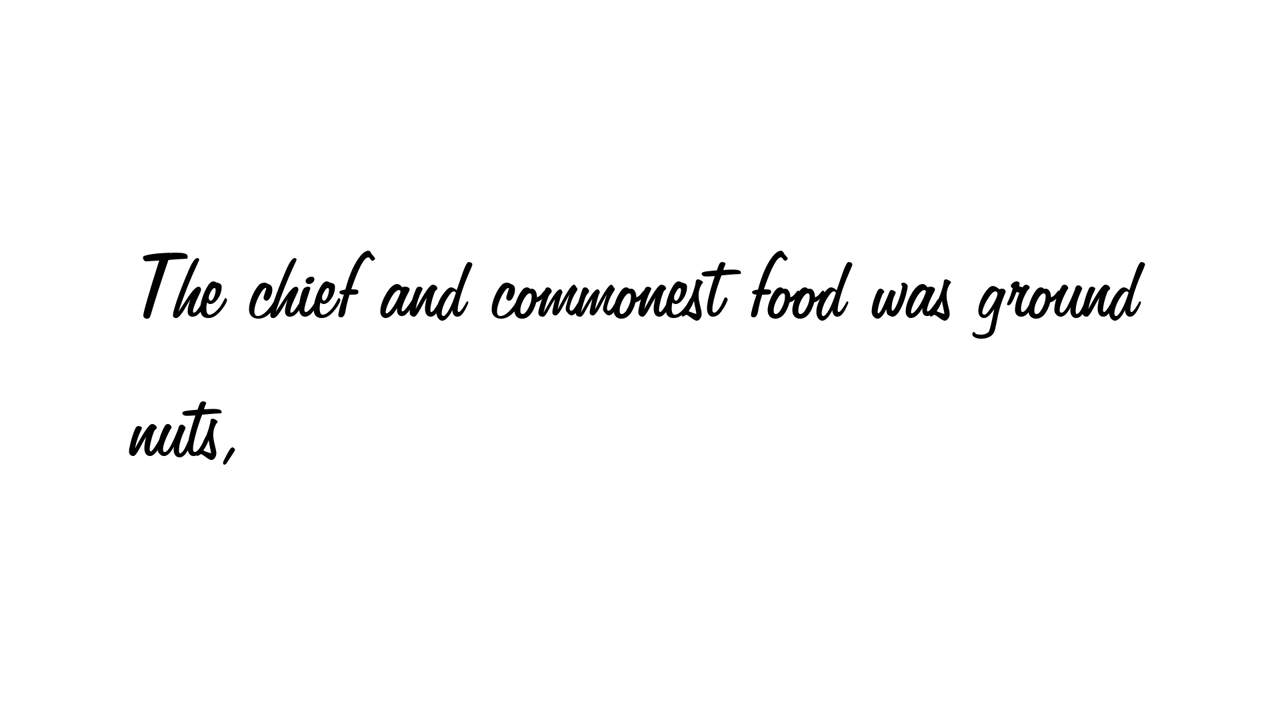 The chief and commonest food was ground
nuts,